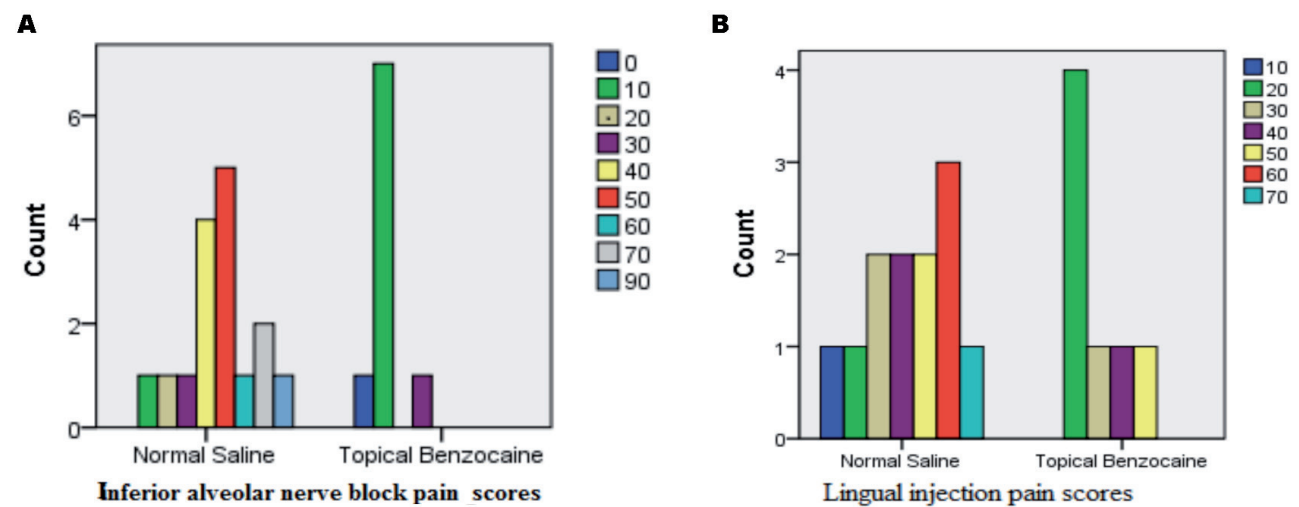 A
Count
6
4
2
0
Normal Saline
Topical Benzocaine
Inferior alveolar nerve block pain scores
0
10
20
30
40
50
60
70
90
B
Count
4
3
2
1
0
Normal Saline
Topical Benzocaine
Lingual injection pain scores
10
20
30
40
50
60
70